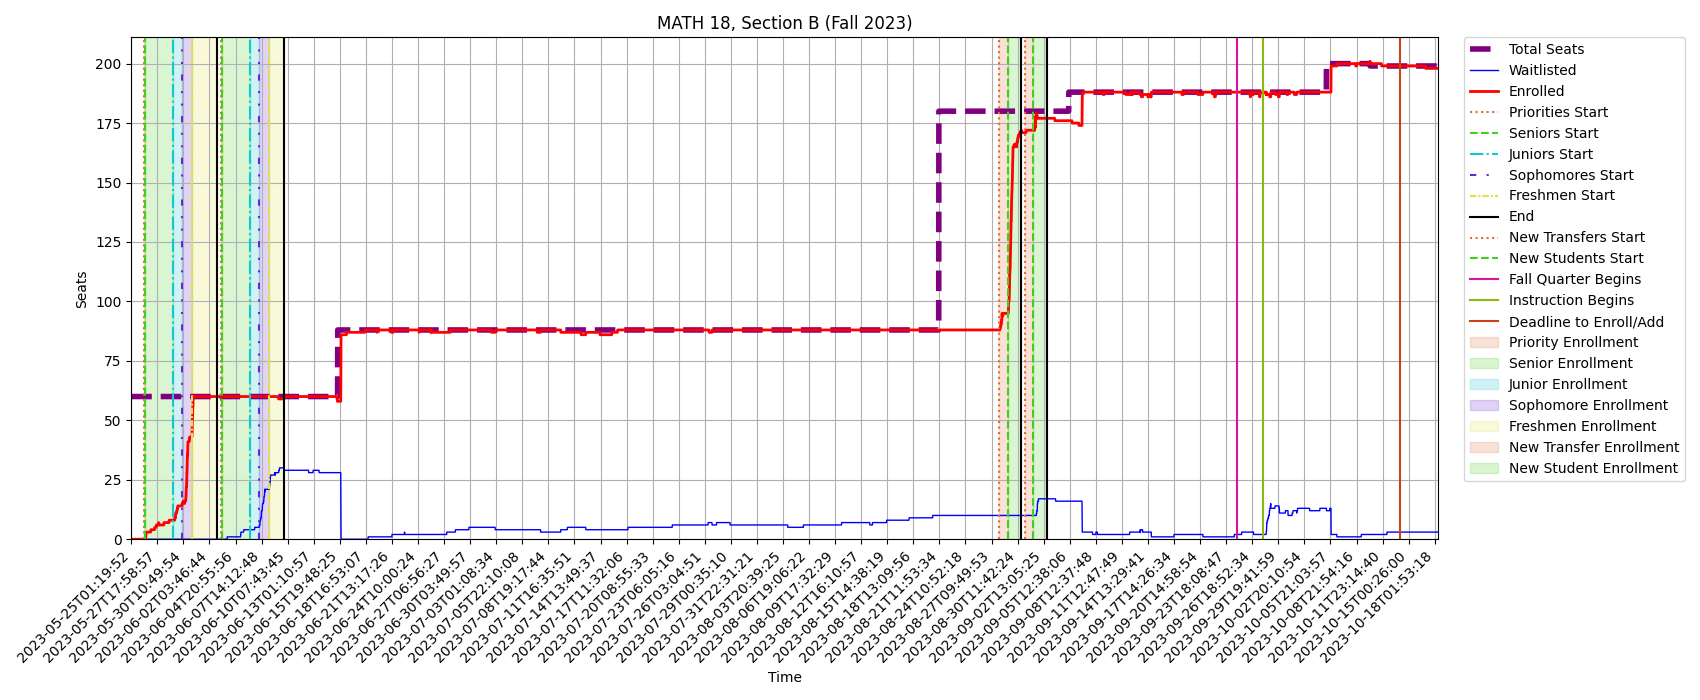 MATH 18, Section B (Fall 2023)
Seats
200
175
150
125
100
75
50
25
0
2023-05-25T01:19:52
2023-05-27T17:58:57
2023-05-30T10:49:54
2023-06-02T03:46:44
2023-06-04T20:55:56
2023-06-07T14:12:48
2023-06-10T07:43:45
2023-06-13T01:10:57
2023-06-15T19:48:25
2023-06-18T16:53:07
2023-06-21T13:17:26
2023-06-24T10:00:24
2023-06-27T06:56:27
2023-06-30T03:49:57
2023-07-03T01:08:34
2023-07-05T22:10:08
2023-07-08T19:17:44
2023-07-11T16:35:51
2023-07-14T13:49:37
2023-07-17T11:32:06
2023-07-20T08:55:33
2023-07-23T06:05:16
2023-07-26T03:04:51
2023-07-29T00:35:10
2023-07-31T22:31:21
2023-08-03T20:39:25
2023-08-06T19:06:22
2023-08-09T17:32:29
2023-08-12T16:10:57
2023-08-15T14:38:19
2023-08-18T13:09:56
2023-08-21T11:53:34
2023-08-24T10:52:18
2023-08-27T09:49:53
2023-08-30T11:42:24
2023-09-02T13:05:25
2023-09-05T12:38:06
2023-09-08T12:37:48
2023-09-11T12:47:49
2023-09-14T13:29:41
2023-09-17T14:26:34
2023-09-20T14:58:54
2023-09-23T18:08:47
2023-09-26T18:52:34
2023-09-29T19:41:59
2023-10-02T20:10:54
2023-10-05T21:03:57
2023-10-08T21:54:16
2023-10-11T23:14:40
2023-10-15T00:26:00
2023-10-18T01:53:18
Time
Total Seats
Waitlisted
Enrolled
Priorities Start
Seniors Start
Juniors Start
Sophomores Start
Freshmen Start
End
New Transfers Start
New Students Start
Fall Quarter Begins
Instruction Begins
Deadline to Enroll/Add
Priority Enrollment
Senior Enrollment
Junior Enrollment
Sophomore Enrollment
Freshmen Enrollment
New Transfer Enrollment
New Student Enrollment